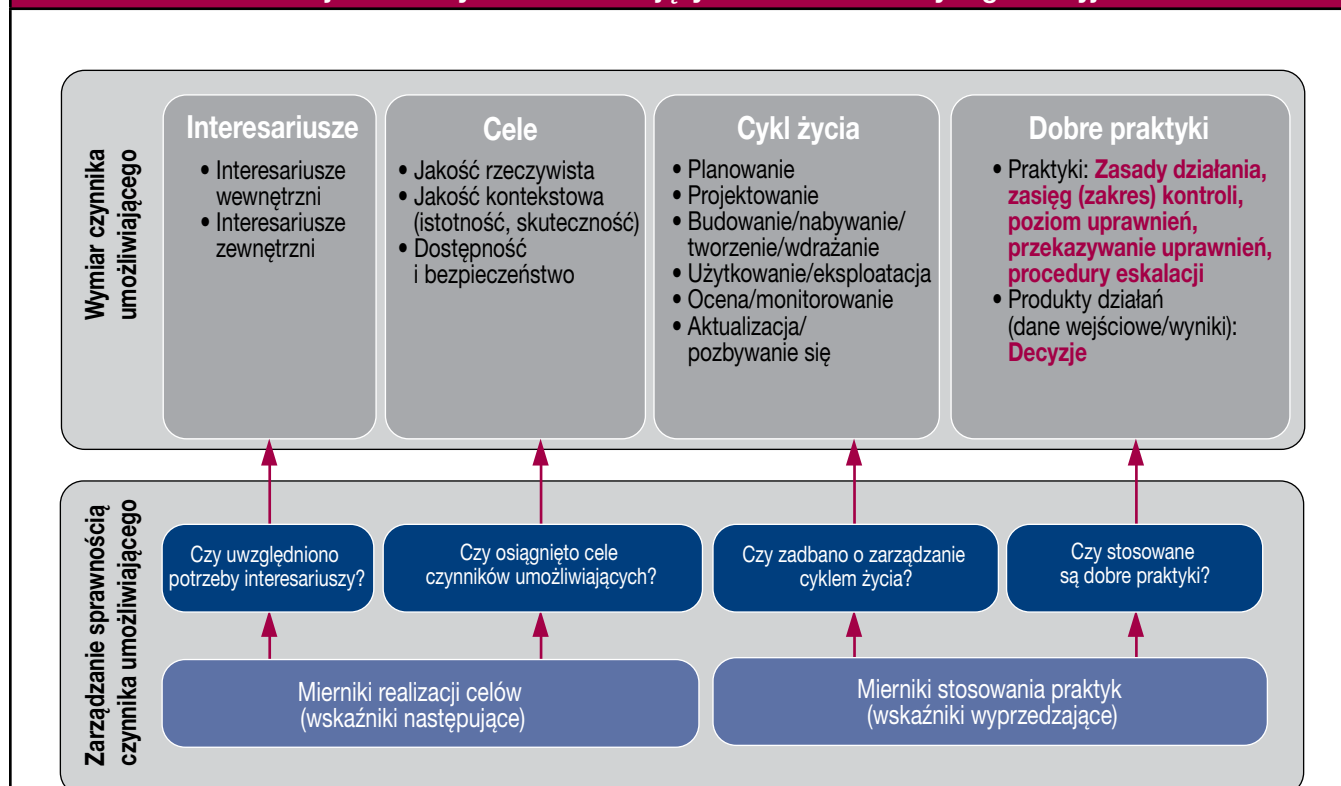 Wymiar czynnika
umożliwiającego
Interesariusze
• Interesariusze
wewnętrzni
• Interesariusze
zewnętrzni
Cele
• Jakość rzeczywista
• Jakość kontekstowa
(istotność, skuteczność)
• Dostępność
i bezpieczeństwo
Cykl życia
• Planowanie
• Projektowanie
• Budowanie/nabywanie/
tworzenie/wdrażanie
• Użytkowanie/eksploatacja
• Ocena/monitorowanie
• Aktualizacja/
pozbywanie się
Dobre praktyki
• Praktyki: Zasady działania,
zasięg (zakres) kontroli,
poziom uprawnień,
przekazywanie uprawnień,
procedury eskalacji
• Produkty działań
(dane wejściowe/wyniki):
Decyzje
Zarządzanie sprawnością
czynnika umożliwiającego
Czy uwzględniono
potrzeby interesariuszy?
Czy osiągnięto cele
czynników umożliwiających?
Czy zadbano o zarządzanie
cyklem życia?
Czy stosowane
są dobre praktyki?
Mierniki realizacji celów
(wskaźniki następujące)
Mierniki stosowania praktyk
(wskaźniki wyprzedzające)